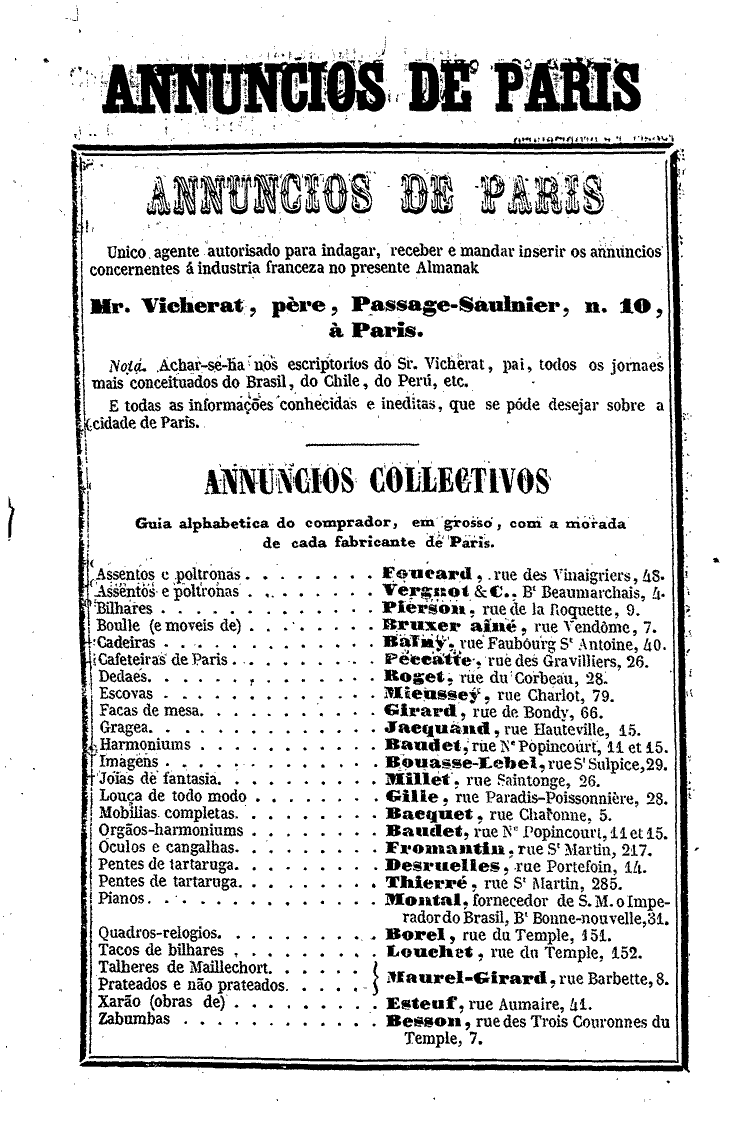 ANNUNCIOS DE PARIS
ANNUNCIOS DE PARIS
Unico agente autorisado para indagar, receber e mandar inserir os annuncios
concernentes á industria franceza no presente Almanak
Mr. Vicherat, père, Passage-Saulnier, n. 10,
à Paris.
Nota. Achar-se-ha nos escriptorios do Sr. Vicherat, pai, todos os jornaes
mais conceituados do Brasil, do Chile, do Perú, etc.
E todas as informações conhecidas e ineditas, que se póde desejar sobre a
cidade de Paris.
ANNUNCIOS COLLECTIVOS
Guia alphabetica do comprador, em grosso, com a morada
de cada fabricante de Paris.
Assentos e poltronas . . . . . . . . Foucard, rue des Vinaigriers, 48.
Assentos e poltronas . . . . . . . . Vergnot & C., Bt Beaumarchais, 4.
Bilhares . . . . . . . . . . . . . Pierson, rue de la Roquette, 9.
Boulle (e moveis de) . . . . . . . . Bruxer ainé, rue Vendôme, 7.
Cadeiras . . . . . . . . . . . . . Balny, rue Faubourg St Antoine, 40.
Cafeteiras de Paris . . . . . . . . . Peccatte, rue des Gravilliers, 26.
Dedaes. . . . . . . . . . . . . . Roget, rue du Corbeau, 28.
Escovas . . . . . . . . . . . . . Mieussey, rue Charlot, 79.
Facas de mesa. . . . . . . . . . . Girard, rue de Bondy, 66.
Gragea. . . . . . . . . . . . . . Jacquand, rue Hauteville, 15.
Harmoniums . . . . . . . . . . . Baudet, rue Ne Popincourt, 11 et 15.
Imagens . . . . . . . . . . . . . Bouasse-Lebel, rue St Sulpice, 29.
Joias de fantasia. . . . . . . . . . Millet, rue Saintonge, 26.
Louça de todo modo . . . . . . . . Gille, rue Paradis-Poissonnière, 28.
Mobilias completas. . . . . . . . . Bacquet, rue Chatonne, 5.
Orgãos-harmoniums . . . . . . . . Baudet, rue Ne Popincourt, 11 et 15.
Oculos e cangalhas. . . . . . . . . Fromantin, rue St Martin, 217.
Pentes de tartaruga. . . . . . . . . Desruelles, rue Portefoin, 14.
Pentes de tartaruga. . . . . . . . . Thierré, rue St Martin, 285.
Pianos. . . . . . . . . . . . . . Montal, fornecedor de S. M. o Impe-
rador do Brasil, Bt Bonne-nouvelle, 31.
Quadros-relogios. . . . . . . . . . Borel, rue du Temple, 151.
Tacos de bilhares . . . . . . . . . Louchet, rue du Temple, 152.
Talheres de Maillechort. . . . . . .
Prateados e não prateados. . . . . . } Maurel-Girard, rue Barbette, 8.
Xarão (obras de) . . . . . . . . . . Esteuf, rue Aumaire, 41.
Zabumbas . . . . . . . . . . . . Besson, rue des Trois Couronnes du
Temple, 7.